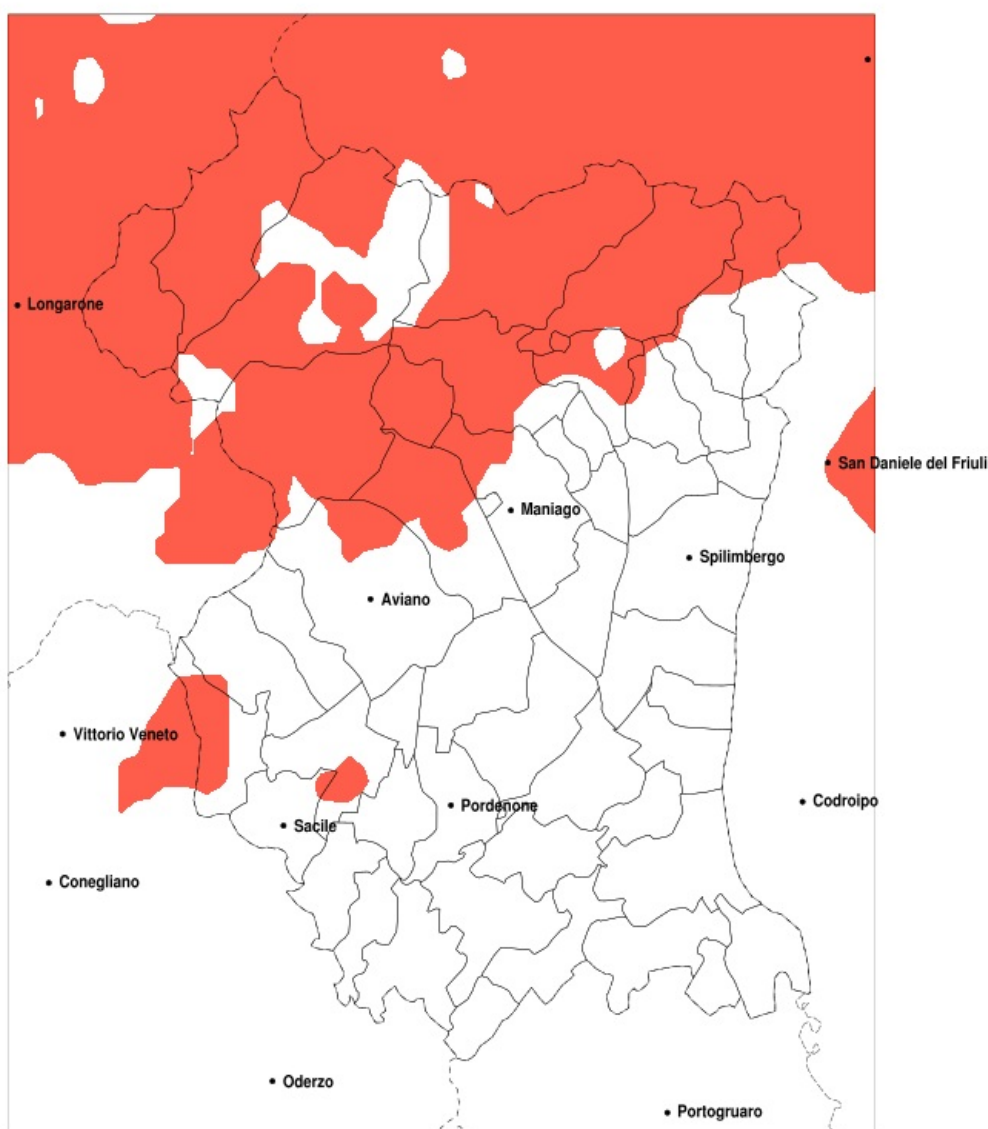 Longarone
San Daniele del Friuli
Maniago
Spilimbergo
Aviano
Vittorio Veneto
Codroipo
Pordenone
Sacile
Conegliano
Oderzo
Portogruaro